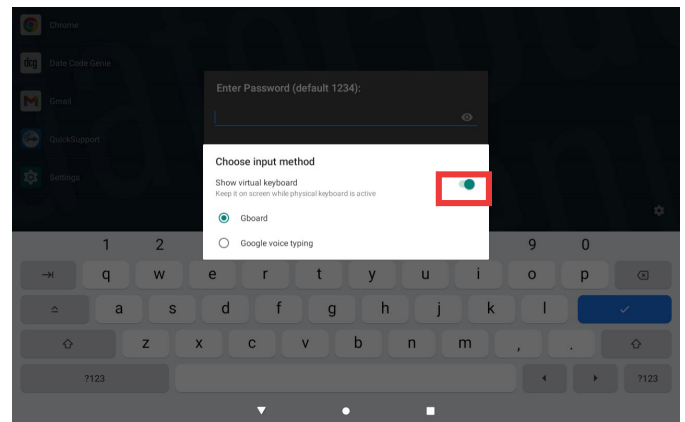 Chrome
dcg Date Code Genie
Gmail
QuickSupport
Settings
Enter Password (default 1234):
Choose input method
Show virtual keyboard
Keep it on screen while physical keyboard is active
Gboard
Google voice typing
1 2 9 0
q w e r t y u i o p
a s d f g h j k l
z x c v b n m , .
?123 ?123